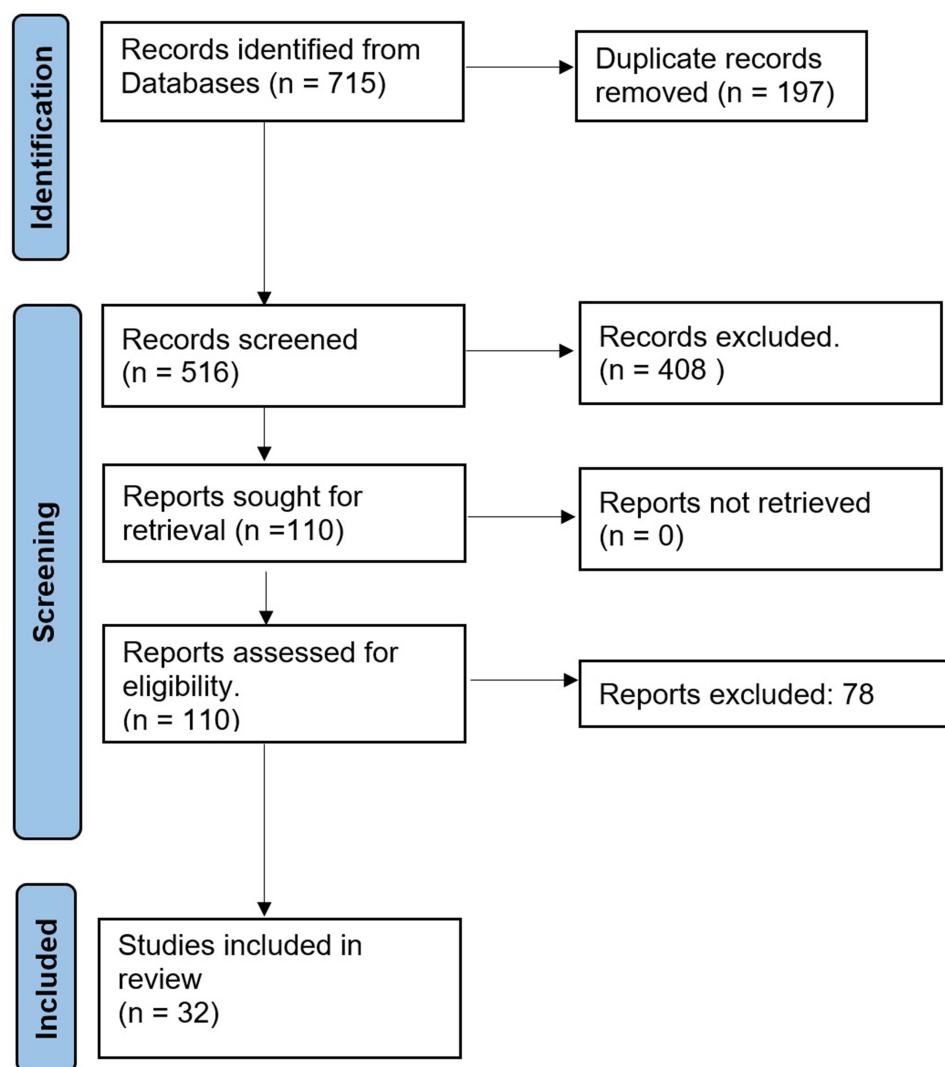 Identification
Records identified from
Databases (n = 715)
Duplicate records
removed (n = 197)
Screening
Records screened
(n = 516)
Records excluded.
(n = 408 )
Reports sought for
retrieval (n =110)
Reports not retrieved
(n = 0)
Reports assessed for
eligibility.
(n = 110)
Reports excluded: 78
Included
Studies included in
review
(n = 32)